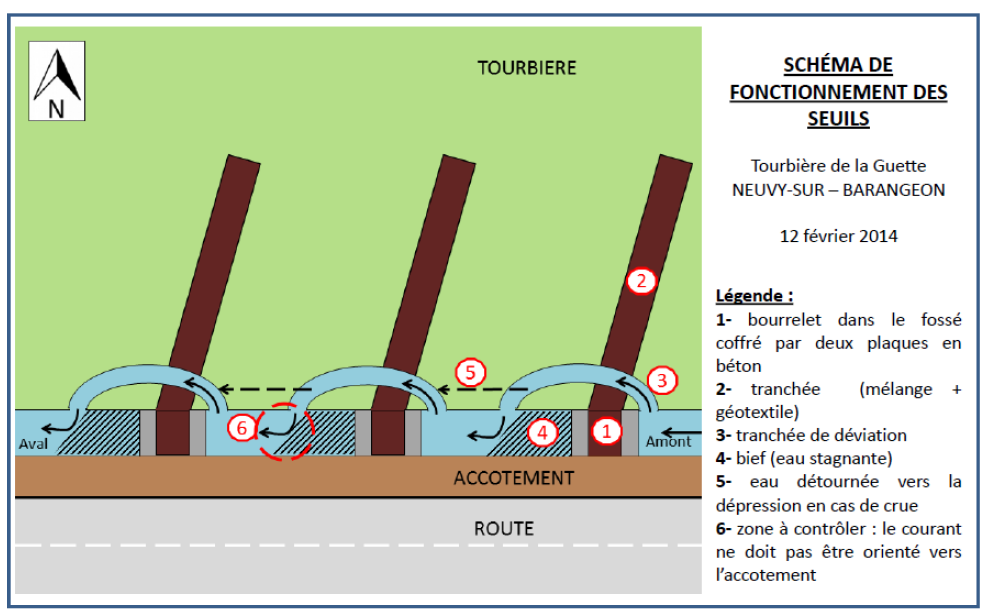 N
TOURBIERE
2
5
3
6
4
1
Aval
Amont
ACCOTEMENT
ROUTE
SCHÉMA DE
FONCTIONNEMENT DES
SEUILS
Tourbière de la Guette
NEUVY-SUR – BARANGEON
12 février 2014
Légende :
1- bourrelet dans le fossé
coffré par deux plaques en
béton
2- tranchée (mélange +
géotextile)
3- tranchée de déviation
4- bief (eau stagnante)
5- eau détournée vers la
dépression en cas de crue
6- zone à contrôler : le courant
ne doit pas être orienté vers
l’accotement